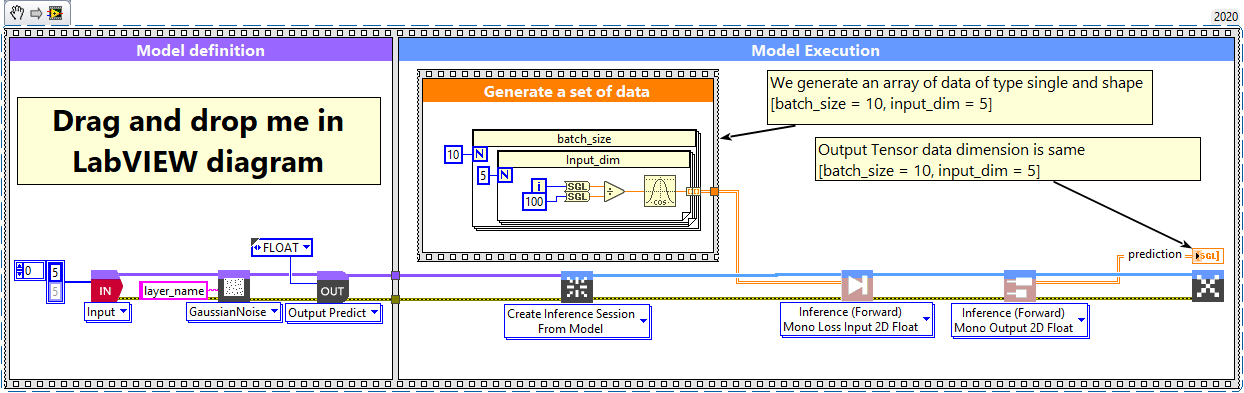 2020
Model definition
Model Execution
Drag and drop me in
LabVIEW diagram
Generate a set of data
We generate an array of data of type single and shape
[batch_size = 10, input_dim = 5]
Output Tensor data dimension is same
[batch_size = 10, input_dim = 5]
batch_size
10
N
Input_dim
5
N
i
100
SGL
SGL
÷
COS
FLOAT
0
5
5
IN
Input
layer_name
GaussianNoise
OUT
Output Predict
Create Inference Session
From Model
Inference (Forward)
Mono Loss Input 2D Float
Inference (Forward)
Mono Output 2D Float
prediction
SGL